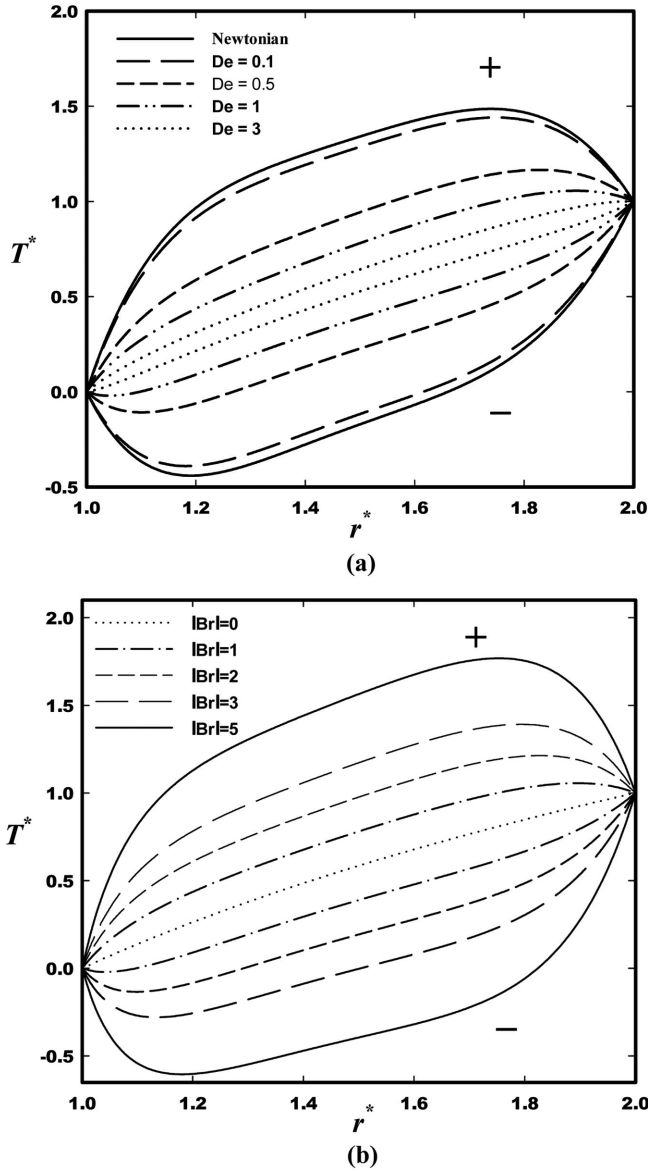 Newtonian
De = 0.1
De = 0.5
De = 1
De = 3
+
2.0
1.5
1.0
0.5
0.0
-0.5
T*
−
1.0 1.2 1.4 1.6 1.8 2.0
r*
(a)
|Br|=0
|Br|=1
|Br|=2
|Br|=3
|Br|=5
+
2.0
1.5
1.0
0.5
0.0
-0.5
T*
−
1.0 1.2 1.4 1.6 1.8 2.0
r*
(b)